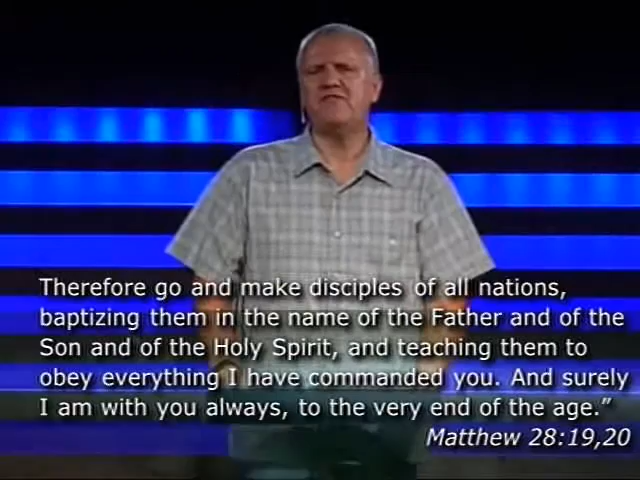 Therefore go and make disciples of all nations,
baptizing them in the name of the Father and of the
Son and of the Holy Spirit, and teaching them to
obey everything I have commanded you. And surely
I am with you always, to the very end of the age.”
Matthew 28:19,20